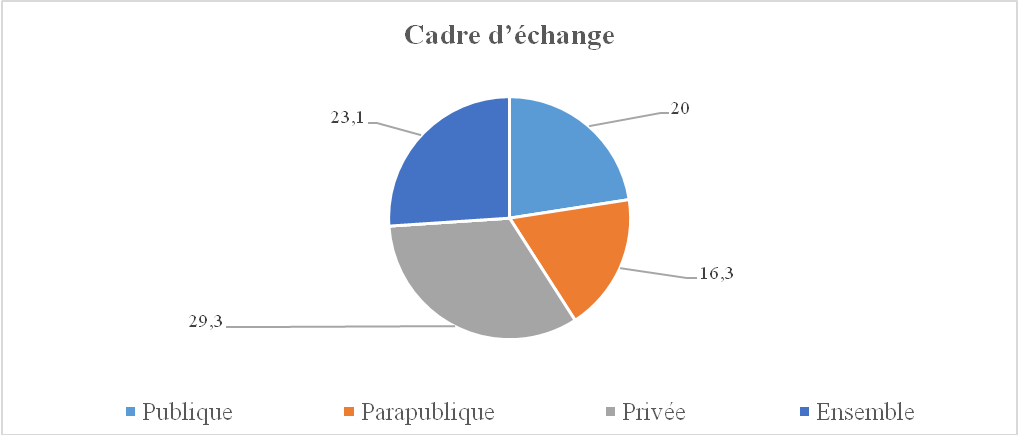 Cadre d’échange
23,1
20
16,3
29,3
Publique Parapublique Privée Ensemble